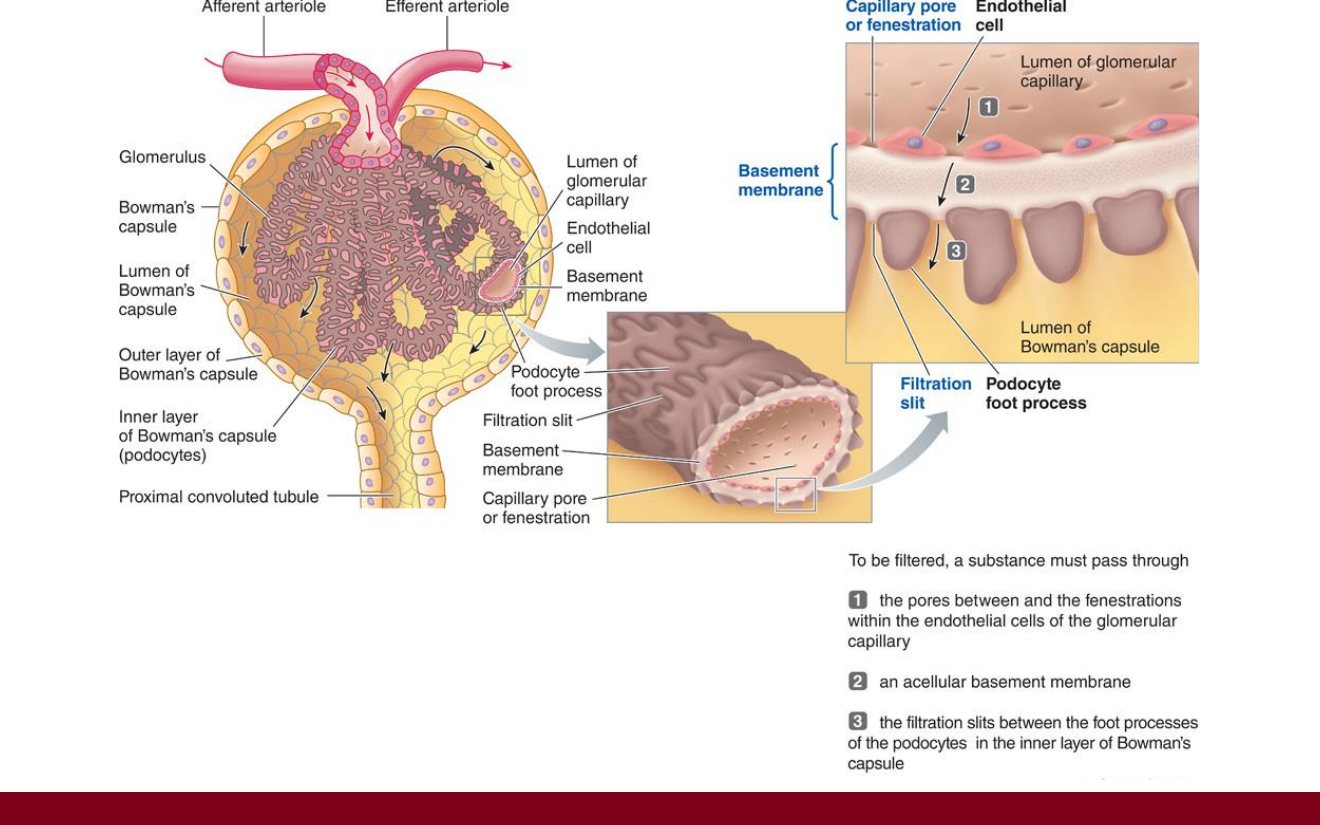 Afferent arteriole
Efferent arteriole
Glomerulus
Bowman's
capsule
Lumen of
Bowman's
capsule
Outer layer of
Bowman's capsule
Inner layer
of Bowman's capsule
(podocytes)
Proximal convoluted tubule
Lumen of
glomerular
capillary
Endothelial
cell
Basement
membrane
Podocyte
foot process
Filtration slit
Basement
membrane
Capillary pore
or fenestration
Capillary pore
or fenestration
Endothelial
cell
Lumen of glomerular
capillary
1
Basement
membrane
2
3
Lumen of
Bowman's capsule
Filtration
slit
Podocyte
foot process
To be filtered, a substance must pass through
1 the pores between and the fenestrations
within the endothelial cells of the glomerular
capillary
2 an acellular basement membrane
3 the filtration slits between the foot processes
of the podocytes in the inner layer of Bowman's
capsule